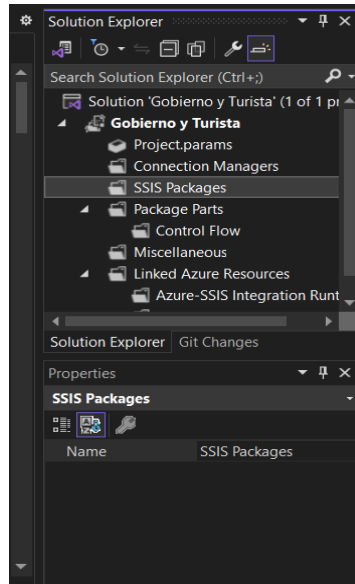 Solution Explorer
Search Solution Explorer (Ctrl+;)
Solution 'Gobierno y Turista' (1 of 1 pr
Gobierno y Turista
Project.params
Connection Managers
SSIS Packages
Package Parts
Control Flow
Miscellaneous
Linked Azure Resources
Azure-SSIS Integration Runt
Solution Explorer Git Changes
Properties
SSIS Packages
Name SSIS Packages